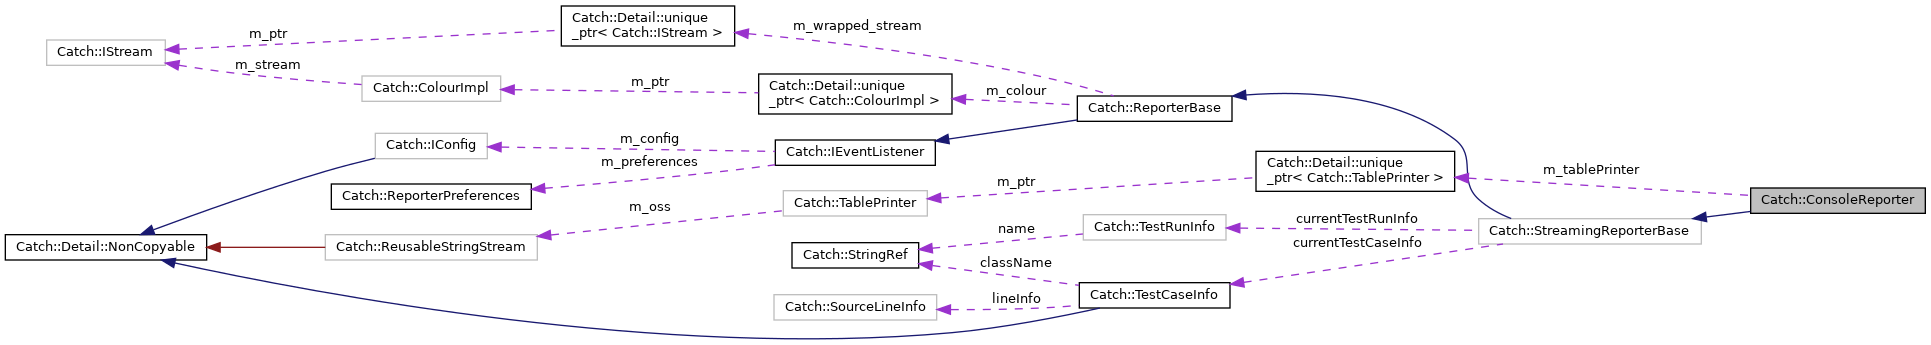 Catch::Detail::unique
_ptr< Catch::IStream >
m_wrapped_stream
m_ptr
Catch::IStream
m_stream
Catch::ColourImpl
m_ptr
Catch::Detail::unique
_ptr< Catch::ColourImpl >
m_colour
Catch::ReporterBase
Catch::IConfig
m_config
Catch::IEventListener
m_preferences
Catch::ReporterPreferences
Catch::Detail::unique
_ptr< Catch::TablePrinter >
m_tablePrinter
m_ptr
Catch::TablePrinter
Catch::ConsoleReporter
m_oss
Catch::Detail::NonCopyable
Catch::ReusableStringStream
Catch::StringRef
name
Catch::TestRunInfo
currentTestRunInfo
Catch::StreamingReporterBase
currentTestCaseInfo
className
Catch::SourceLineInfo
lineInfo
Catch::TestCaseInfo